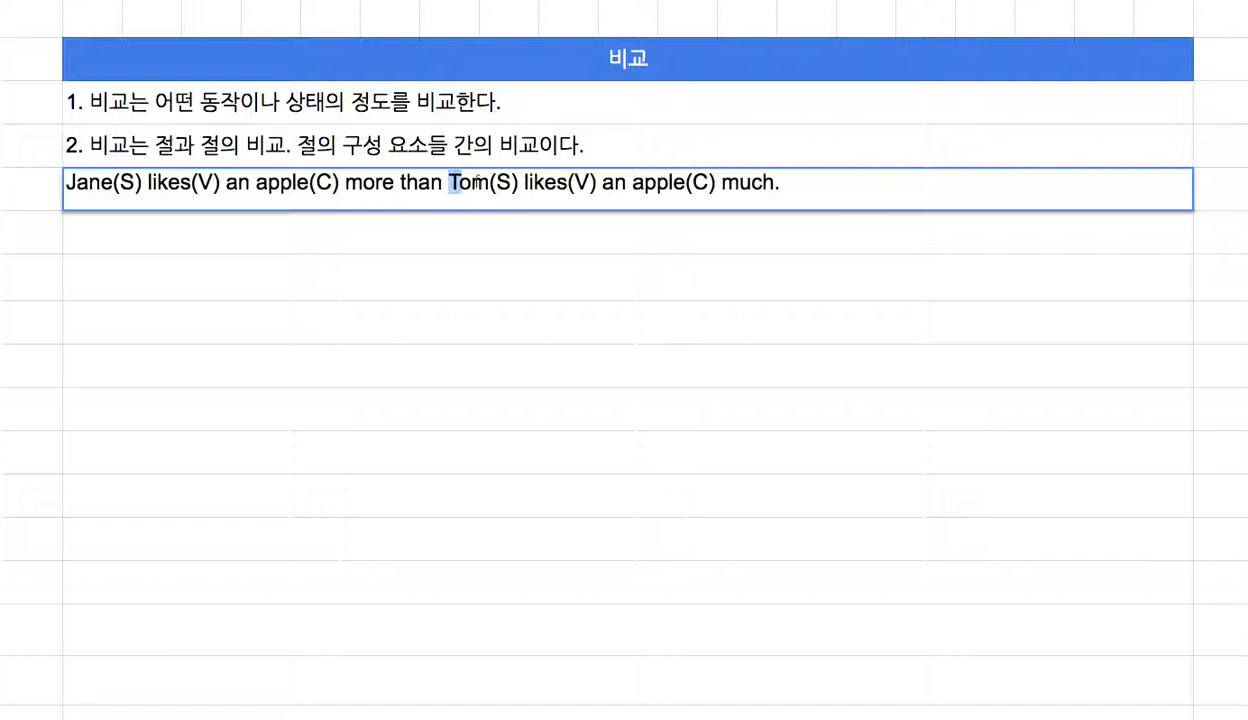 비교
1. 비교는 어떤 동작이나 상태의 정도를 비교한다.
2. 비교는 절과 절의 비교. 절의 구성 요소들 간의 비교이다.
Jane(S) likes(V) an apple(C) more than Tom(S) likes(V) an apple(C) much.